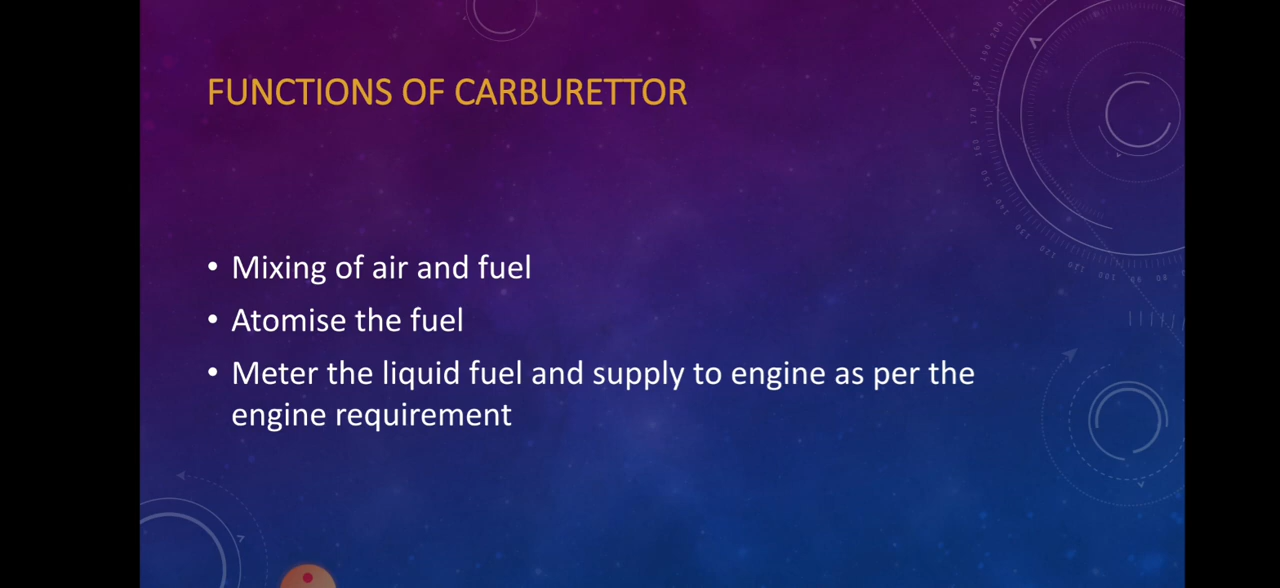 FUNCTIONS OF CARBURETTOR
• Mixing of air and fuel
• Atomise the fuel
• Meter the liquid fuel and supply to engine as per the
engine requirement